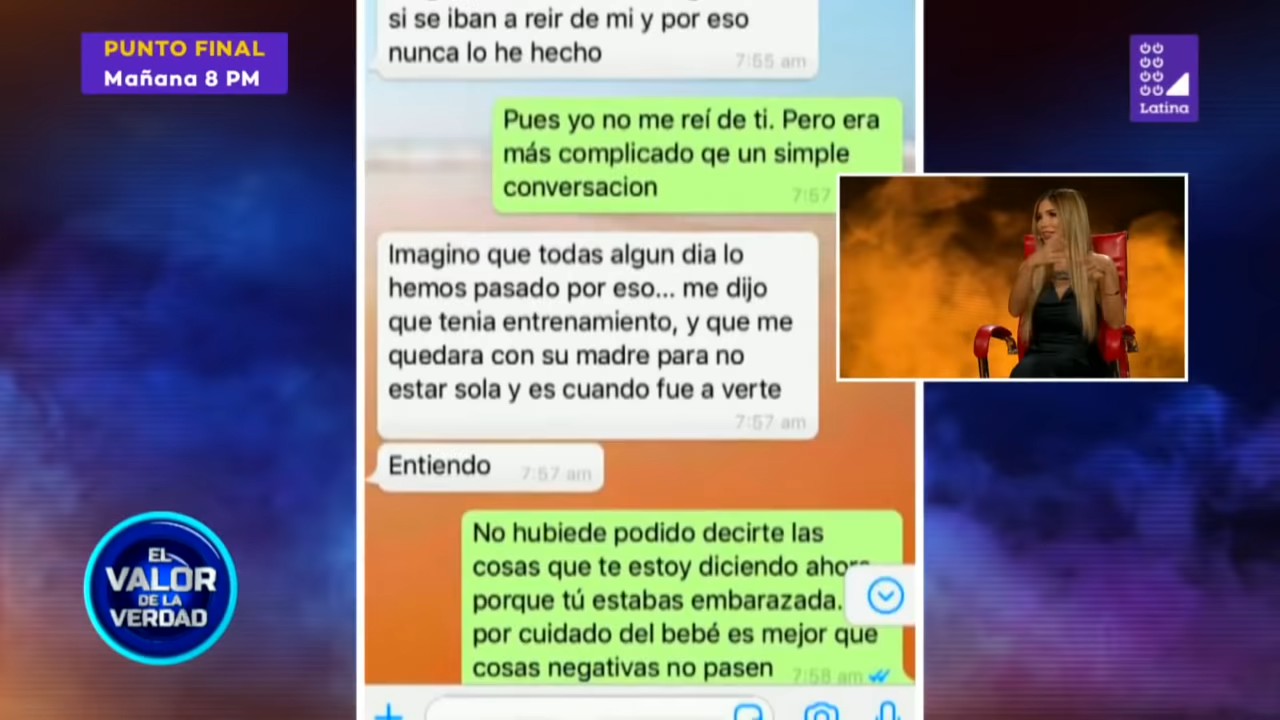 PUNTO FINAL
Mañana 8 PM
Latina
si se iban a reir de mi y por eso
nunca lo he hecho
7:55 am
Pues yo no me reí de ti. Pero era
más complicado qe un simple
conversacion
7:57
Imagino que todas algun dia lo
hemos pasado por eso... me dijo
que tenia entrenamiento, y que me
quedara con su madre para no
estar sola y es cuando fue a verte
7:57 am
Entiendo
7:57 am
No hubiede podido decirte las
cosas que te estoy diciendo ahora
porque tú estabas embarazada.
por cuidado del bebé es mejor que
cosas negativas no pasen
7:58 am
EL
VALOR
DE LA
VERDAD